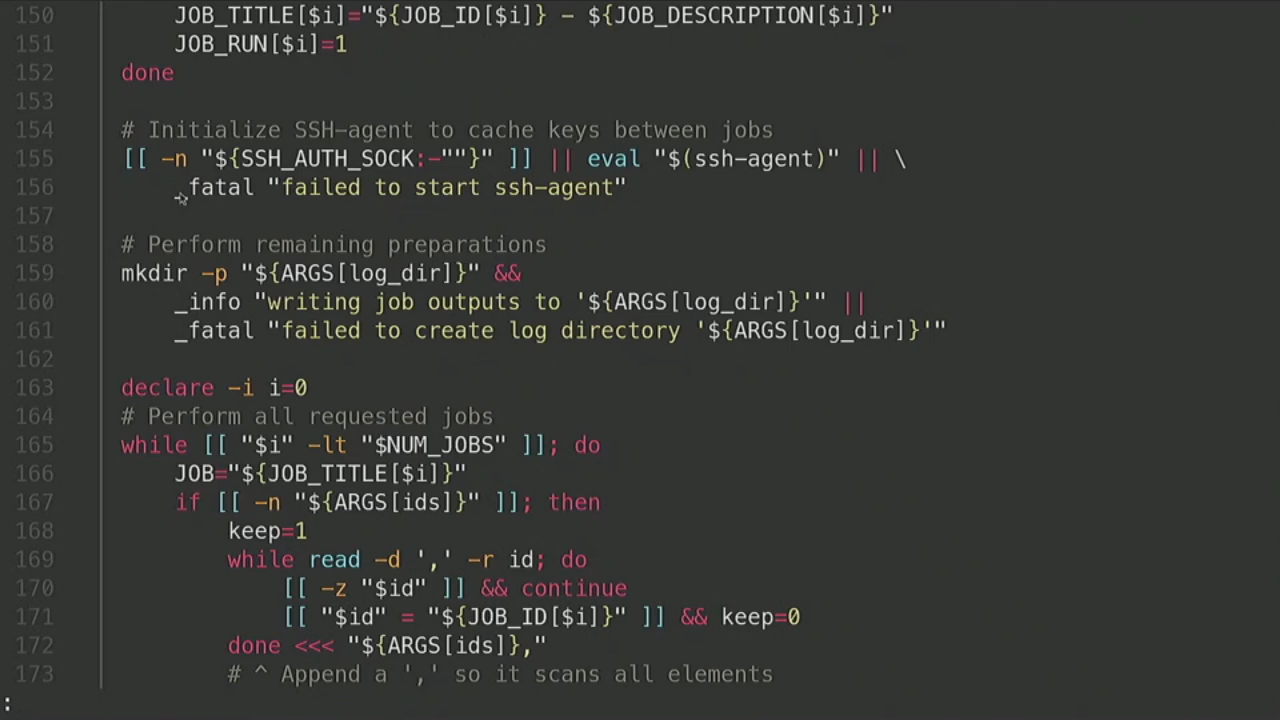 150 JOB_TITLE[$i]="${JOB_ID[$i]} - ${JOB_DESCRIPTION[$i]}"
151 JOB_RUN[$i]=1
152 done
153
154 # Initialize SSH-agent to cache keys between jobs
155 [[ -n "${SSH_AUTH_SOCK:-""}" ]] || eval "$(ssh-agent)" || \
156 _fatal "failed to start ssh-agent"
157
158 # Perform remaining preparations
159 mkdir -p "${ARGS[log_dir]}" &&
160 _info "writing job outputs to '${ARGS[log_dir]}'" ||
161 _fatal "failed to create log directory '${ARGS[log_dir]}'"
162
163 declare -i i=0
164 # Perform all requested jobs
165 while [[ "$i" -lt "$NUM_JOBS" ]]; do
166 JOB="${JOB_TITLE[$i]}"
167 if [[ -n "${ARGS[ids]}" ]]; then
168 keep=1
169 while read -d ',' -r id; do
170 [[ -z "$id" ]] && continue
171 [[ "$id" = "${JOB_ID[$i]}" ]] && keep=0
172 done <<< "${ARGS[ids]},"
173 # ^ Append a ',' so it scans all elements
: